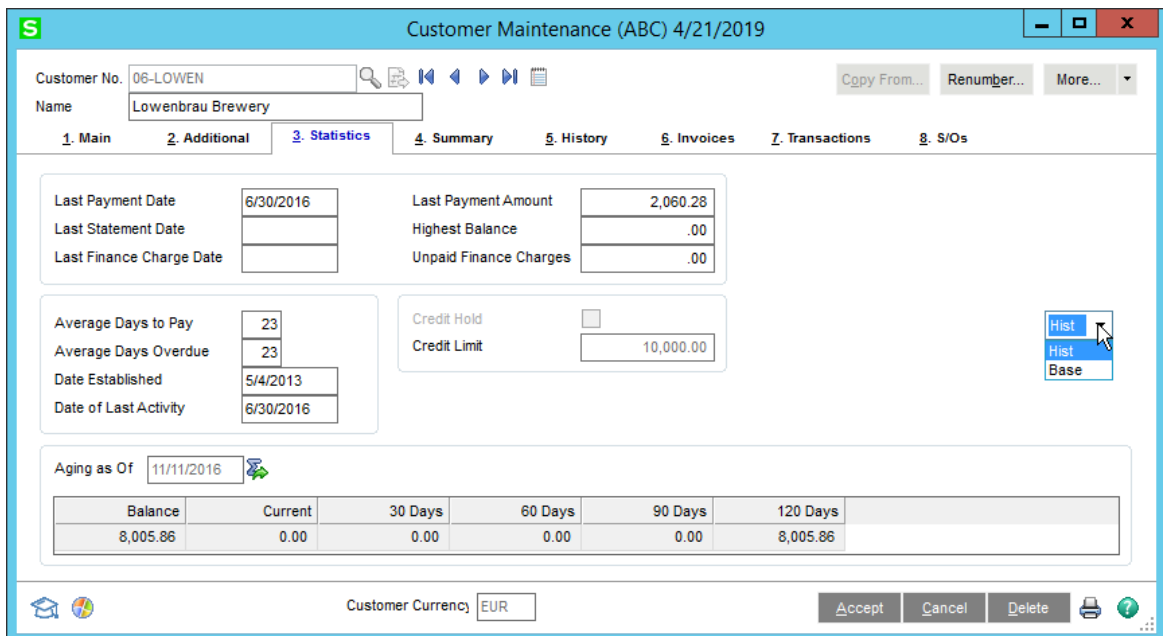 S Customer Maintenance (ABC) 4/21/2019
Customer No. 06-LOWEN Copy From... Renumber... More...
Name Lowenbrau Brewery
1. Main 2. Additional 3. Statistics 4. Summary 5. History 6. Invoices 7. Transactions 8. S/Os
Last Payment Date 6/30/2016 Last Payment Amount 2,060.28
Last Statement Date Highest Balance .00
Last Finance Charge Date Unpaid Finance Charges .00
Average Days to Pay 23 Credit Hold Hist
Average Days Overdue 23 Credit Limit 10,000.00 Hist
Date Established 5/4/2013 Base
Date of Last Activity 6/30/2016
Aging as Of 11/11/2016
Balance Current 30 Days 60 Days 90 Days 120 Days
8,005.86 0.00 0.00 0.00 0.00 8,005.86
Customer Currency EUR Accept Cancel Delete